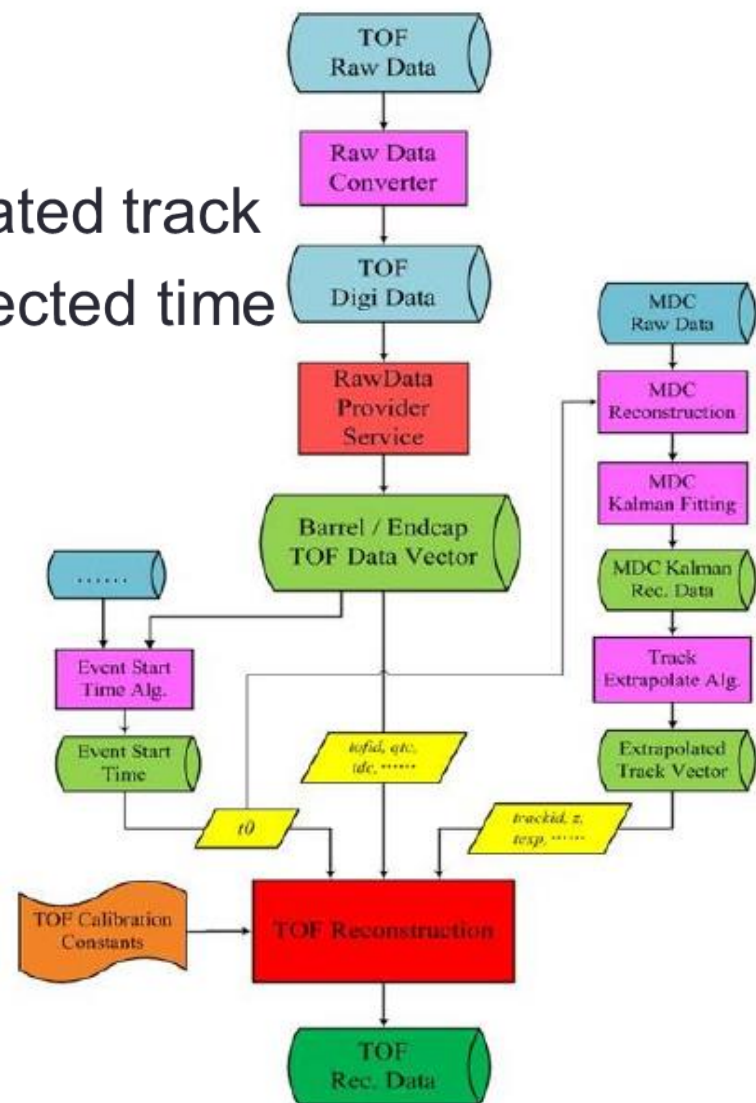 TOF
Raw Data
Raw Data
Converter
ated track
ected time
TOF
Digi Data
MDC
Raw Data
RawData
Provider
Service
MDC
Reconstruction
MDC
Kalman Fitting
Barrel / Endcap
TOF Data Vector
MDC Kalman
Rec. Data
......
Event Start
Time Alg.
Track
Extrapolate Alg.
Event Start
Time
tofid, qtc,
tdc, ······
Extrapolated
Track Vector
t0
trackid, z,
texp, ······
TOF Calibration
Constants
TOF Reconstruction
TOF
Rec. Data